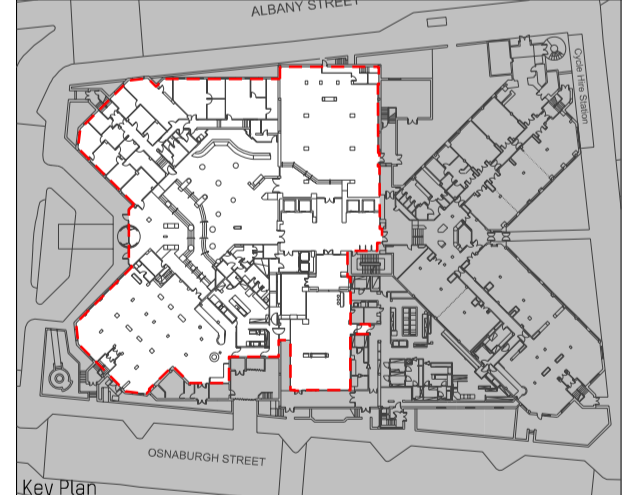 ALBANY STREET
Cycle Hire Station
OSNABURGH STREET
Key Plan